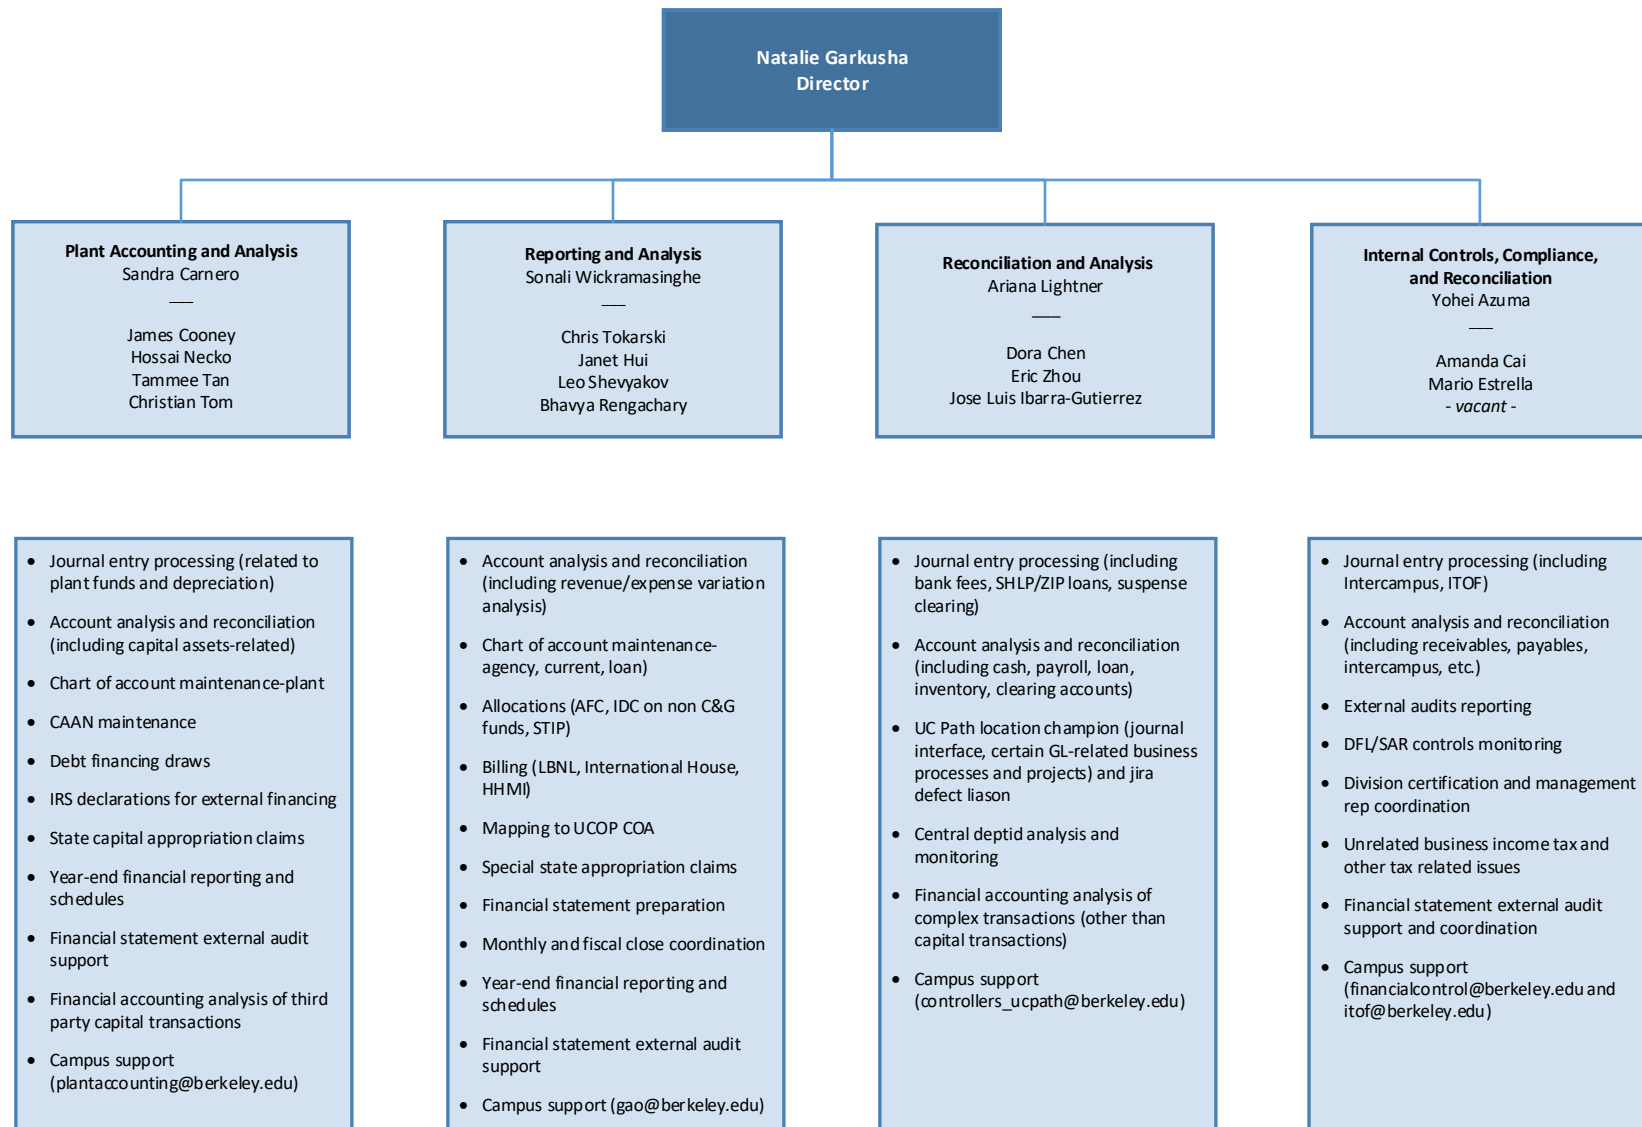 Natalie Garkusha
Director
Plant Accounting and Analysis
Sandra Carnero
___
James Cooney
Hossai Necko
Tammee Tan
Christian Tom
Reporting and Analysis
Sonali Wickramasinghe
___
Chris Tokarski
Janet Hui
Leo Shevyakov
Bhavya Rengachary
Reconciliation and Analysis
Ariana Lightner
___
Dora Chen
Eric Zhou
Jose Luis Ibarra-Gutierrez
Internal Controls, Compliance,
and Reconciliation
Yohei Azuma
___
Amanda Cai
Mario Estrella
- vacant -
• Journal entry processing (related to
plant funds and depreciation)
• Account analysis and reconciliation
(including capital assets-related)
• Chart of account maintenance-plant
• CAAN maintenance
• Debt financing draws
• IRS declarations for external financing
• State capital appropriation claims
• Year-end financial reporting and
schedules
• Financial statement external audit
support
• Financial accounting analysis of third
party capital transactions
• Campus support
(plantaccounting@berkeley.edu)
• Account analysis and reconciliation
(including revenue/expense variation
analysis)
• Chart of account maintenance-
agency, current, loan)
• Allocations (AFC, IDC on non C&G
funds, STIP)
• Billing (LBNL, International House,
HHMI)
• Mapping to UCOP COA
• Special state appropriation claims
• Financial statement preparation
• Monthly and fiscal close coordination
• Year-end financial reporting and
schedules
• Financial statement external audit
support
• Campus support (gao@berkeley.edu)
• Journal entry processing (including
bank fees, SHLP/ZIP loans, suspense
clearing)
• Account analysis and reconciliation
(including cash, payroll, loan,
inventory, clearing accounts)
• UC Path location champion (journal
interface, certain GL-related business
processes and projects) and jira
defect liason
• Central deptid analysis and
monitoring
• Financial accounting analysis of
complex transactions (other than
capital transactions)
• Campus support
(controllers_ucpath@berkeley.edu)
• Journal entry processing (including
Intercampus, ITOF)
• Account analysis and reconciliation
(including receivables, payables,
intercampus, etc.)
• External audits reporting
• DFL/SAR controls monitoring
• Division certification and management
rep coordination
• Unrelated business income tax and
other tax related issues
• Financial statement external audit
support and coordination
• Campus support
(financialcontrol@berkeley.edu and
itof@berkeley.edu)